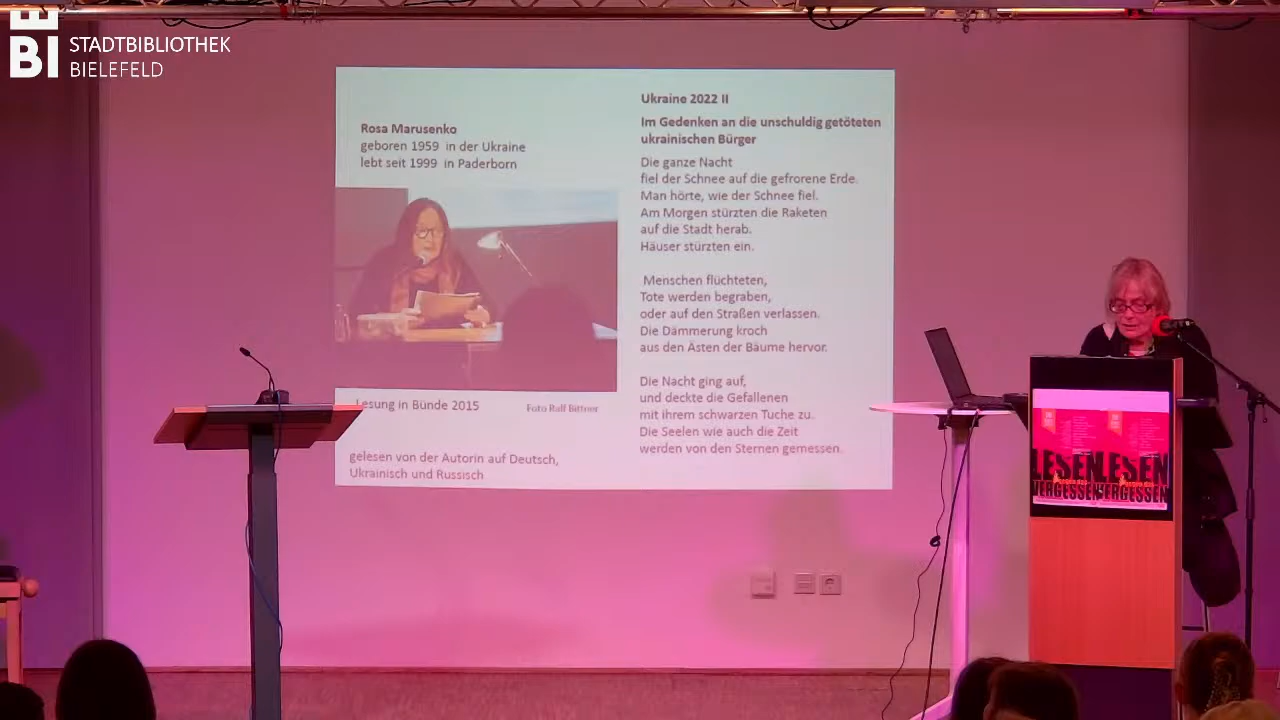 BIE
STADTBIBLIOTHEK
BIELEFELD
Rosa Marusenko
geboren 1959 in der Ukraine
lebt seit 1999 in Paderborn
Lesung in Bünde 2015
Foto Ralf Bittner
gelesen von der Autorin auf Deutsch,
Ukrainisch und Russisch
Ukraine 2022 II
Im Gedenken an die unschuldig getöteten
ukrainischen Bürger
Die ganze Nacht
fiel der Schnee auf die gefrorene Erde.
Man hörte, wie der Schnee fiel.
Am Morgen stürzten die Raketen
auf die Stadt herab.
Häuser stürzten ein.
Menschen flüchteten,
Tote werden begraben,
oder auf den Straßen verlassen.
Die Dämmerung kroch
aus den Ästen der Bäume hervor.
Die Nacht ging auf,
und deckte die Gefallenen
mit ihrem schwarzen Tuche zu.
Die Seelen wie auch die Zeit
werden von den Sternen gemessen.
LESEN LESEN
VERGESSEN VERGESSEN